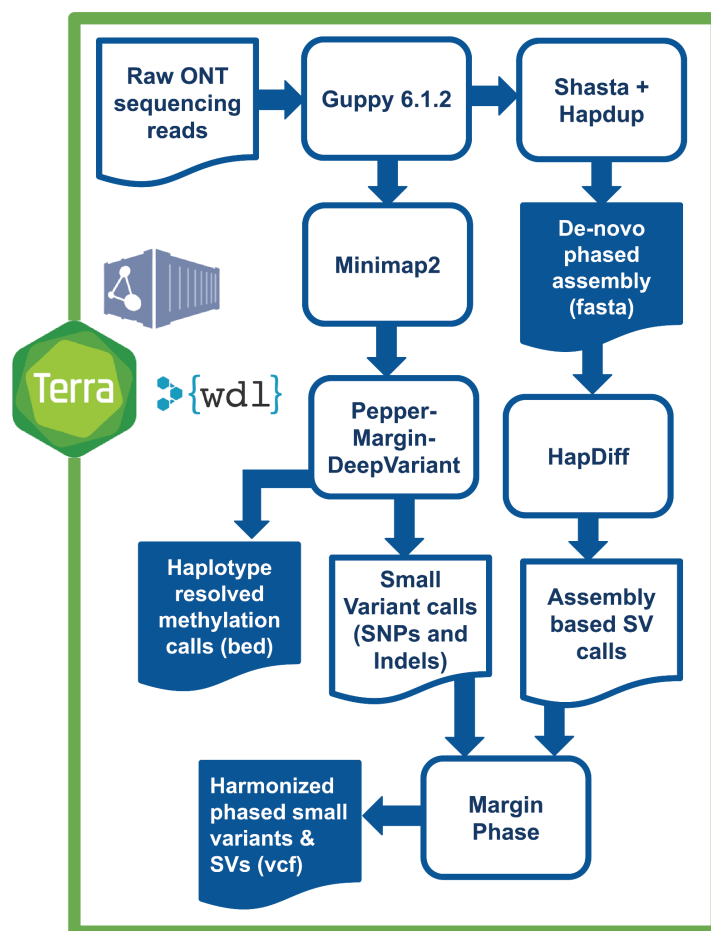 Raw ONT
sequencing
reads
Guppy 6.1.2
Shasta +
Hapdup
Minimap2
De-novo
phased
assembly
(fasta)
Terra
{wdl}
Pepper-
Margin-
DeepVariant
HapDiff
Haplotype
resolved
methylation
calls (bed)
Small
Variant calls
(SNPs and
Indels)
Assembly
based SV
calls
Harmonized
phased small
variants &
SVs (vcf)
Margin
Phase